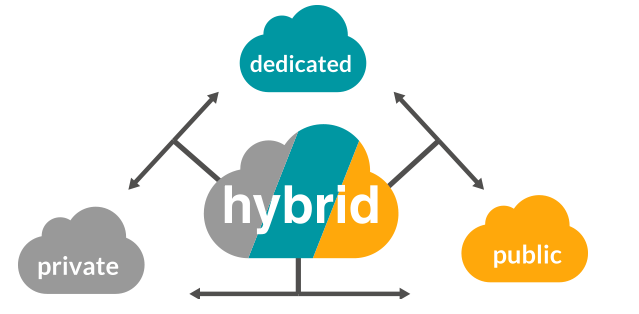 dedicated
hybrid
private
public